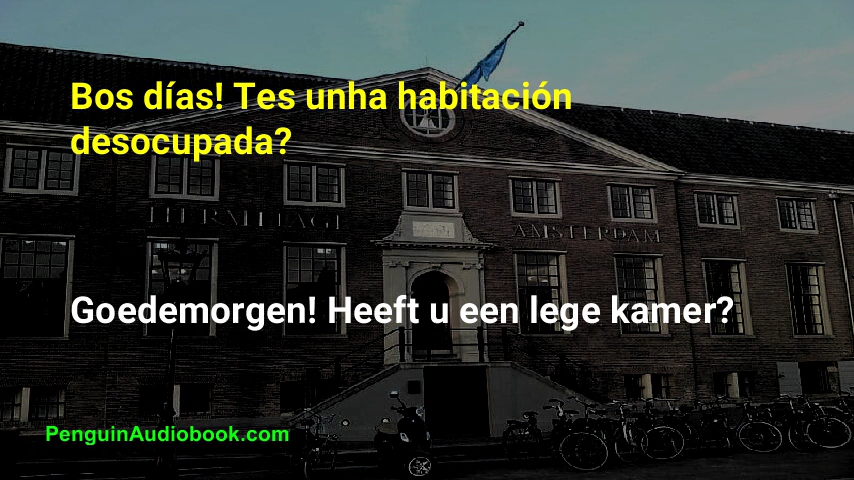 Bos días! Tes unha habitación
desocupada?
HERMITAGE
AMSTERDAM
Goedemorgen! Heeft u een lege kamer?
PenguinAudiobook.com